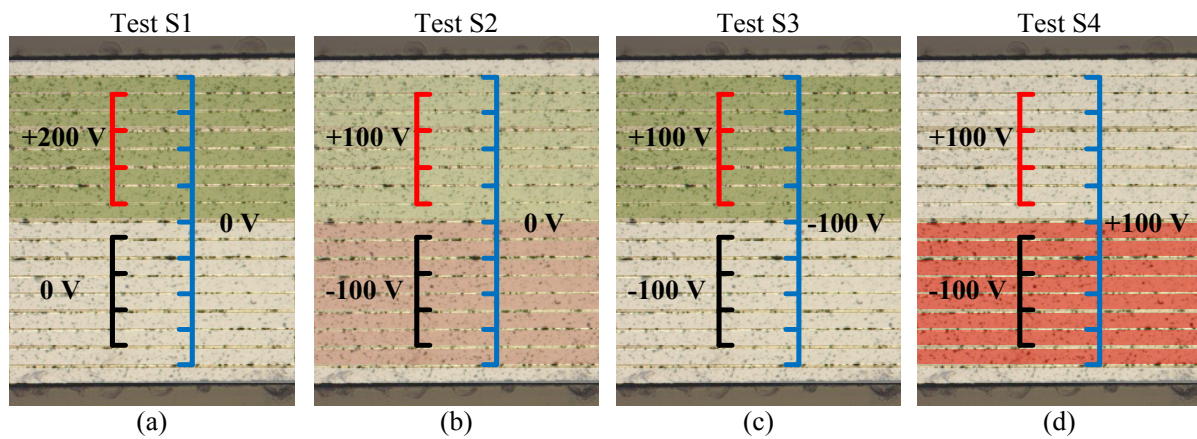 Test S1
Test S2
Test S3
Test S4
+200 V
0 V
0 V
+100 V
0 V
-100 V
+100 V
-100 V
-100 V
+100 V
+100 V
-100 V
(a)
(b)
(c)
(d)